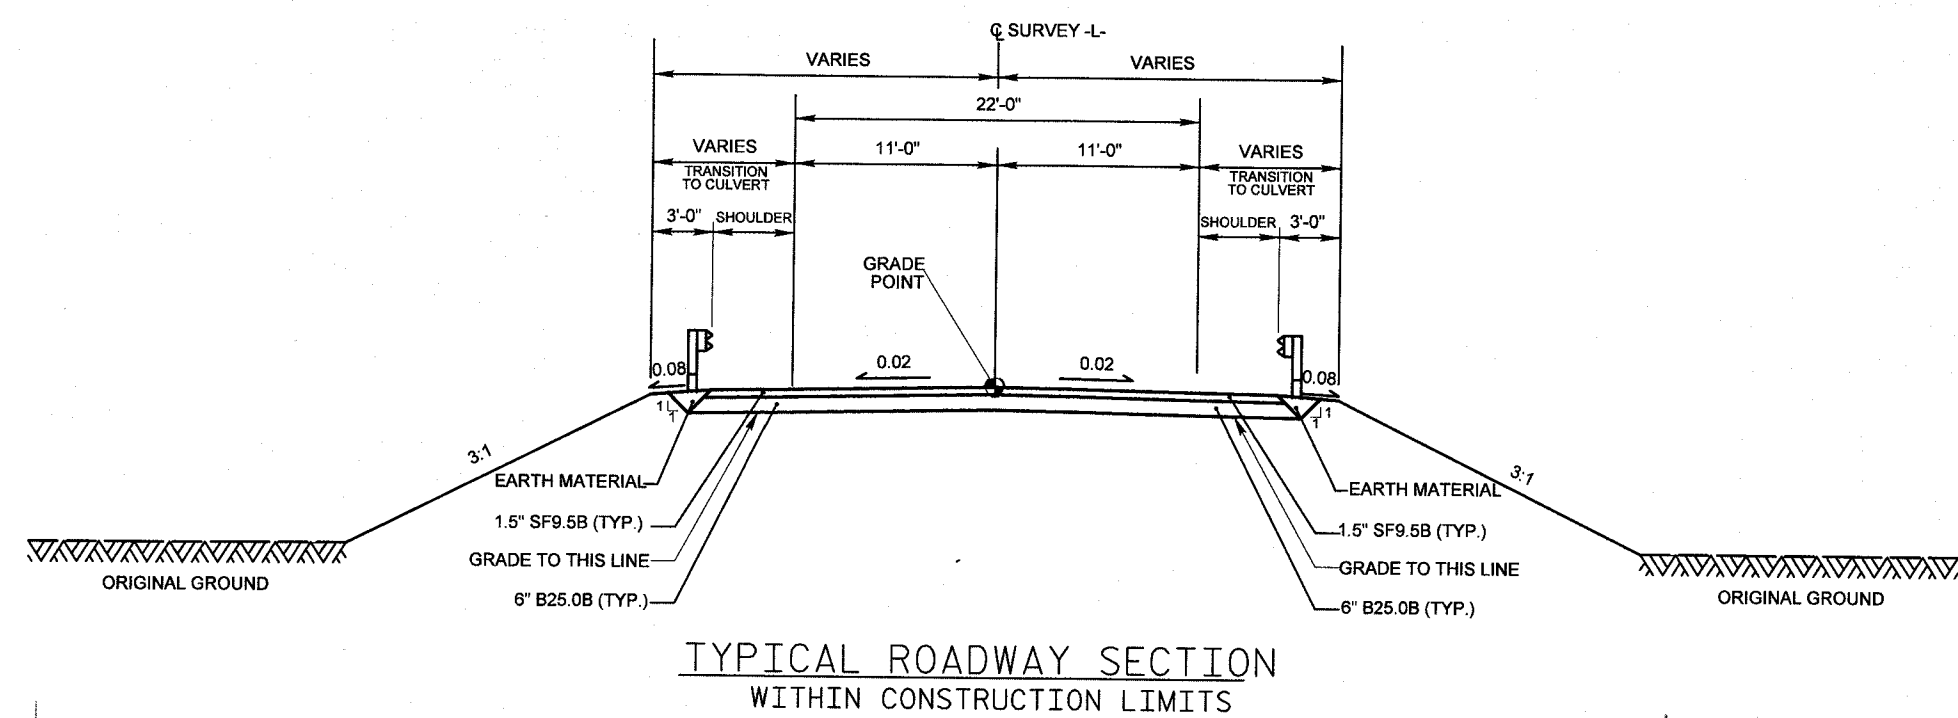 ℄ SURVEY -L-
VARIES VARIES
22'-0"
VARIES 11'-0" 11'-0" VARIES
TRANSITION
TO CULVERT
TRANSITION
TO CULVERT
3'-0" SHOULDER SHOULDER 3'-0"
GRADE
POINT
0.08 0.02 0.02 0.08
1 1 1 1
3:1 3:1
EARTH MATERIAL EARTH MATERIAL
1.5" SF9.5B (TYP.) 1.5" SF9.5B (TYP.)
GRADE TO THIS LINE GRADE TO THIS LINE
6" B25.0B (TYP.) 6" B25.0B (TYP.)
ORIGINAL GROUND ORIGINAL GROUND
TYPICAL ROADWAY SECTION
WITHIN CONSTRUCTION LIMITS